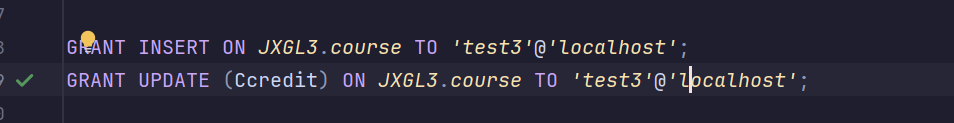 GRANT INSERT ON JXGL3.course TO 'test3'@'localhost';
GRANT UPDATE (Ccredit) ON JXGL3.course TO 'test3'@'localhost';